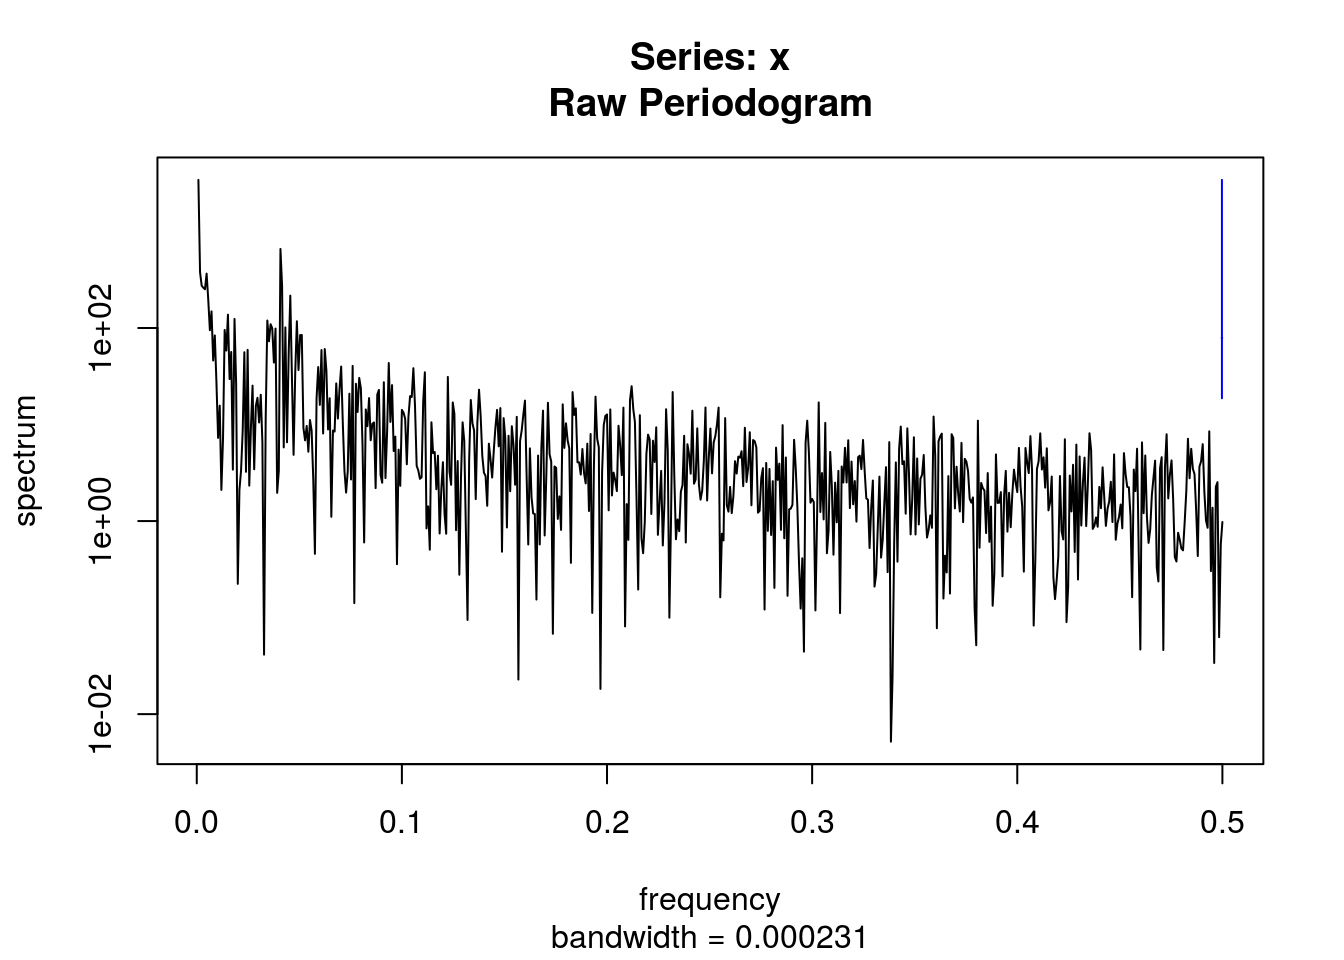 Series: x
Raw Periodogram
spectrum
1e+02
1e+00
1e-02
0.0 0.1 0.2 0.3 0.4 0.5
frequency
bandwidth = 0.000231